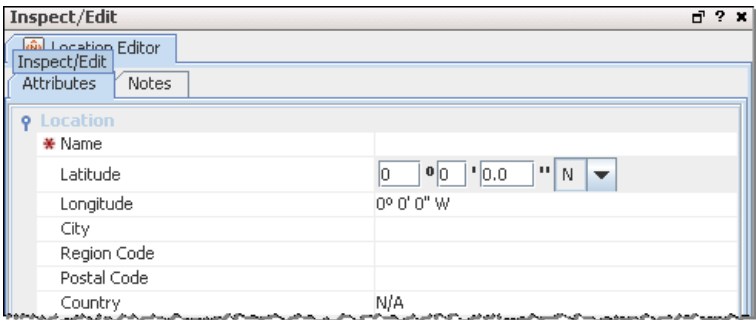 Inspect/Edit
Location Editor
Inspect/Edit
Attributes Notes
Location
* Name
Latitude 0 º 0 ' 0.0 " N
Longitude 0º 0' 0" W
City
Region Code
Postal Code
Country N/A